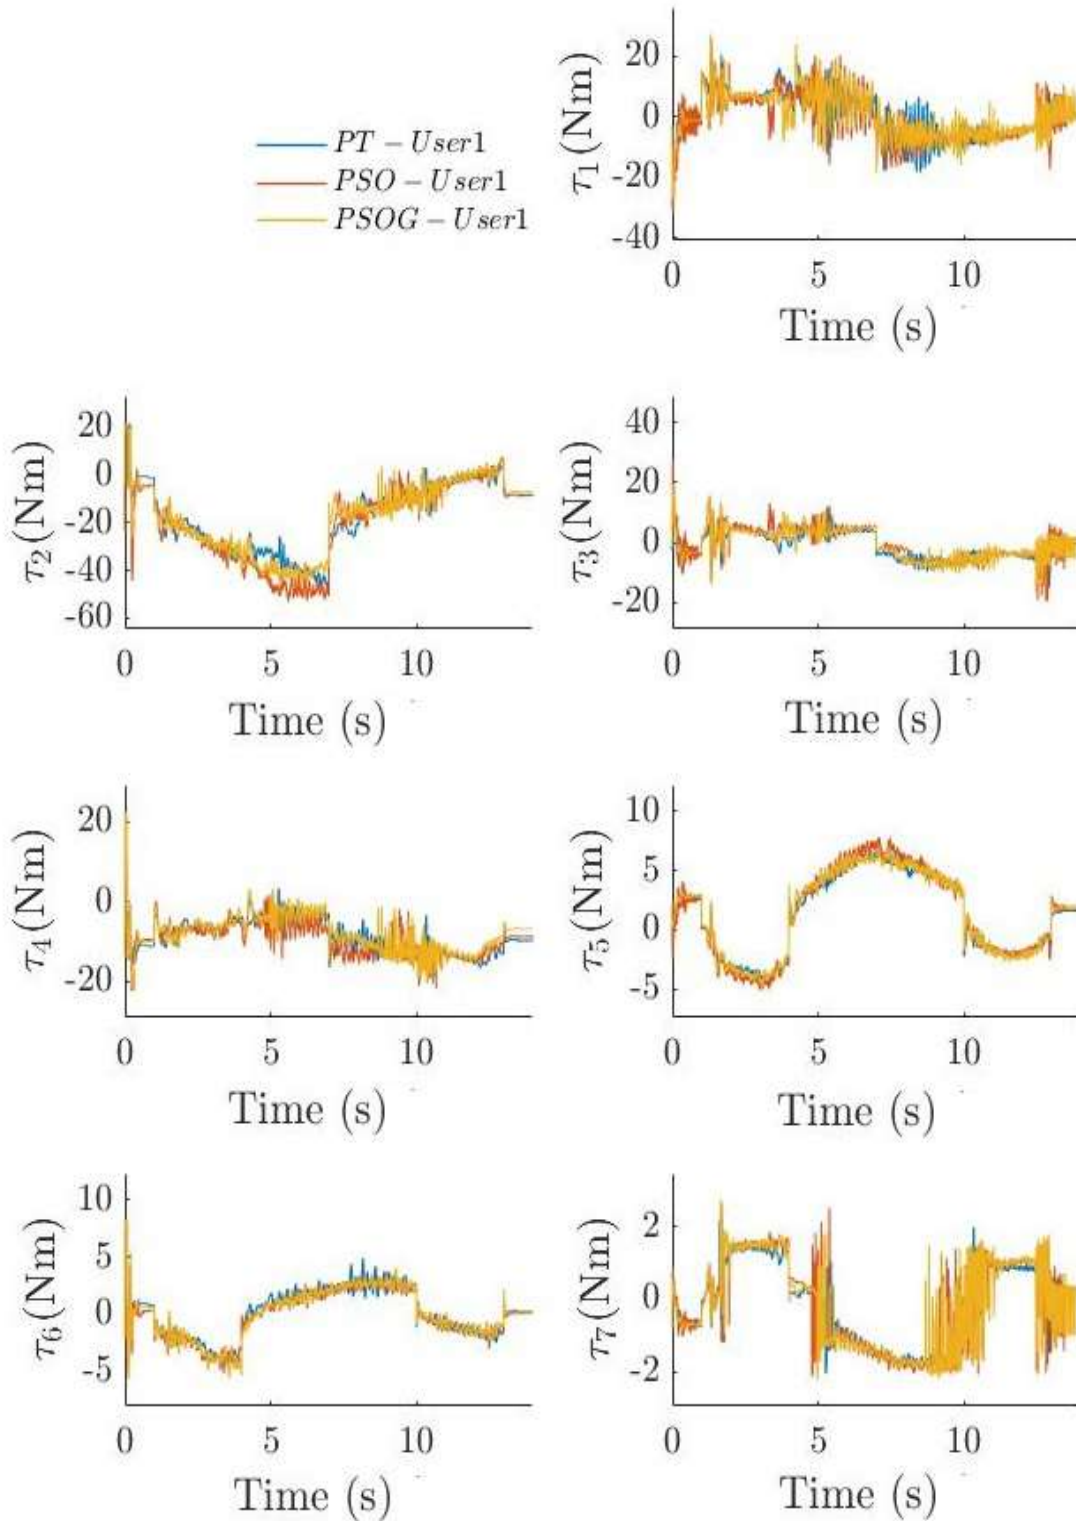 PT − User1
PSO − User1
PSOG − User1
τ1(Nm)
20
0
-20
-40
0 5 10
Time (s)
τ2(Nm)
20
0
-20
-40
-60
0 5 10
Time (s)
τ3(Nm)
40
20
0
-20
0 5 10
Time (s)
τ4(Nm)
20
0
-20
0 5 10
Time (s)
τ5(Nm)
10
5
0
-5
0 5 10
Time (s)
τ6(Nm)
10
5
0
-5
0 5 10
Time (s)
τ7(Nm)
2
0
-2
0 5 10
Time (s)